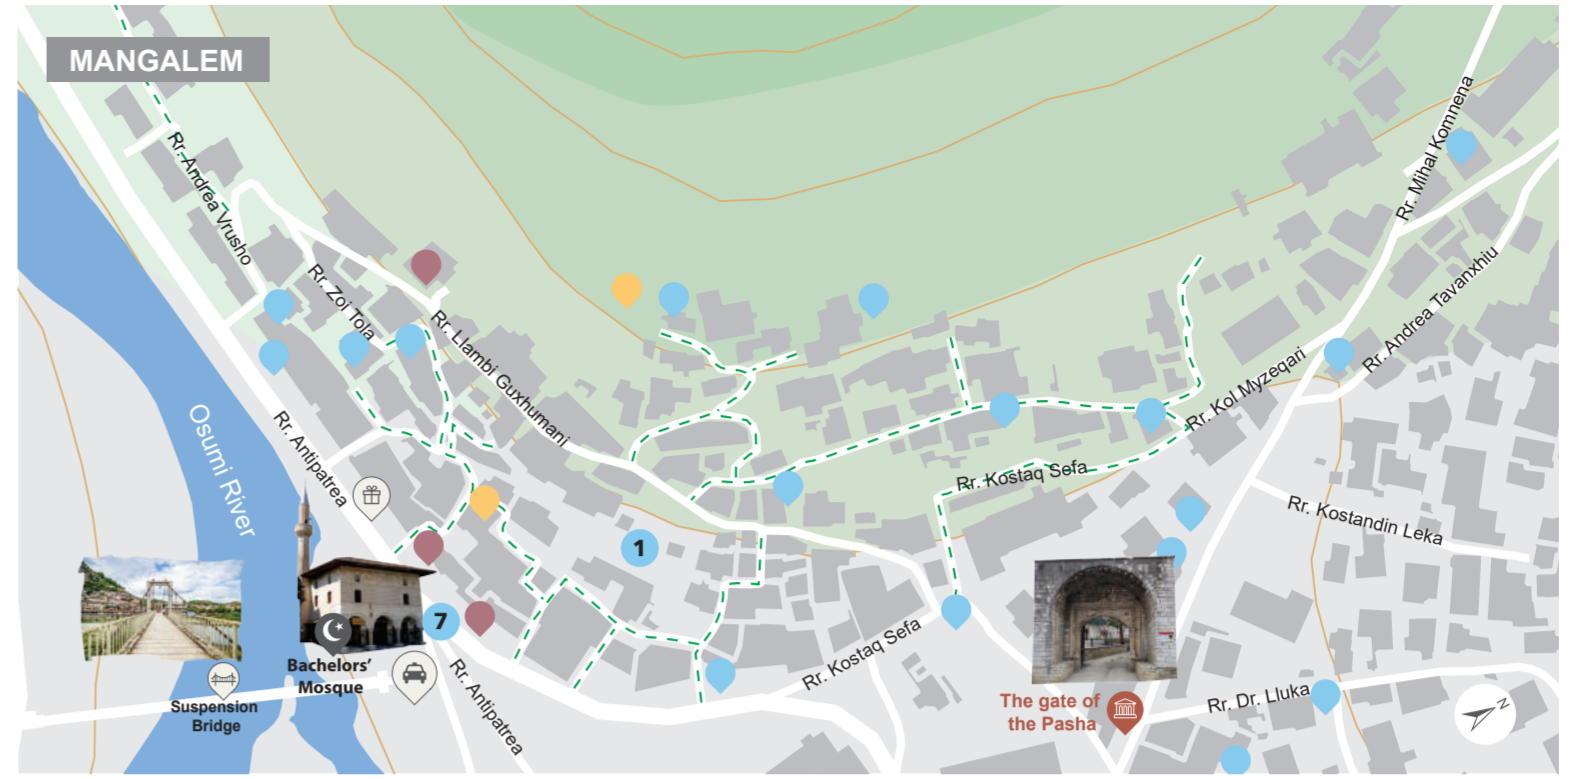 MANGALEM
Rr. Andrea Vrusho
Rr. Zoi Tola
Rr. Llambi Guxhumani
Rr. Mihal Komnena
Rr. Andrea Tavanxhiu
Rr. Kol Myzeqari
Rr. Antipatrea
Osumi River
Rr. Kostaq Sefa
Rr. Kostandin Leka
1
7
Bachelors’
Mosque
Suspension
Bridge
Rr. Antipatrea
Rr. Kostaq Sefa
The gate of
the Pasha
Rr. Dr. Lluka
N